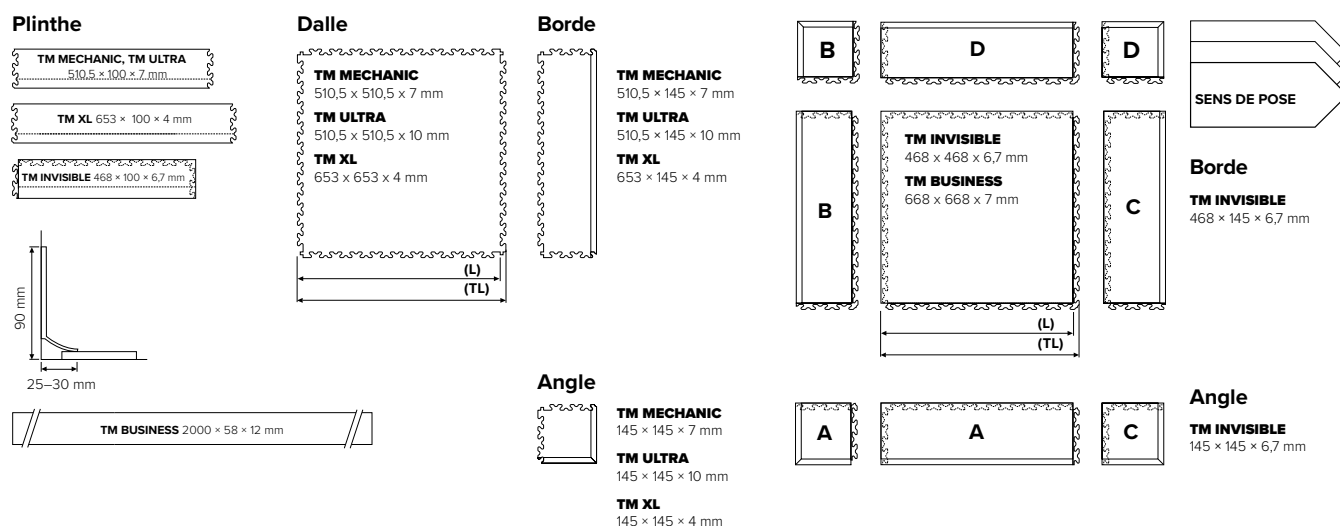 Plinthe
TM MECHANIC, TM ULTRA
510,5 × 100 × 7 mm
TM XL 653 × 100 × 4 mm
TM INVISIBLE 468 × 100 × 6,7 mm
90 mm
25–30 mm
TM BUSINESS 2000 × 58 × 12 mm
Dalle
TM MECHANIC
510,5 x 510,5 x 7 mm
TM ULTRA
510,5 x 510,5 x 10 mm
TM XL
653 x 653 x 4 mm
(L)
(TL)
Borde
TM MECHANIC
510,5 × 145 × 7 mm
TM ULTRA
510,5 × 145 × 10 mm
TM XL
653 × 145 × 4 mm
Angle
TM MECHANIC
145 × 145 × 7 mm
TM ULTRA
145 × 145 × 10 mm
TM XL
145 × 145 × 4 mm
B
D
D
B
TM INVISIBLE
468 x 468 x 6,7 mm
TM BUSINESS
668 x 668 x 7 mm
C
(L)
(TL)
A
A
C
SENS DE POSE
Borde
TM INVISIBLE
468 × 145 × 6,7 mm
Angle
TM INVISIBLE
145 × 145 × 6,7 mm